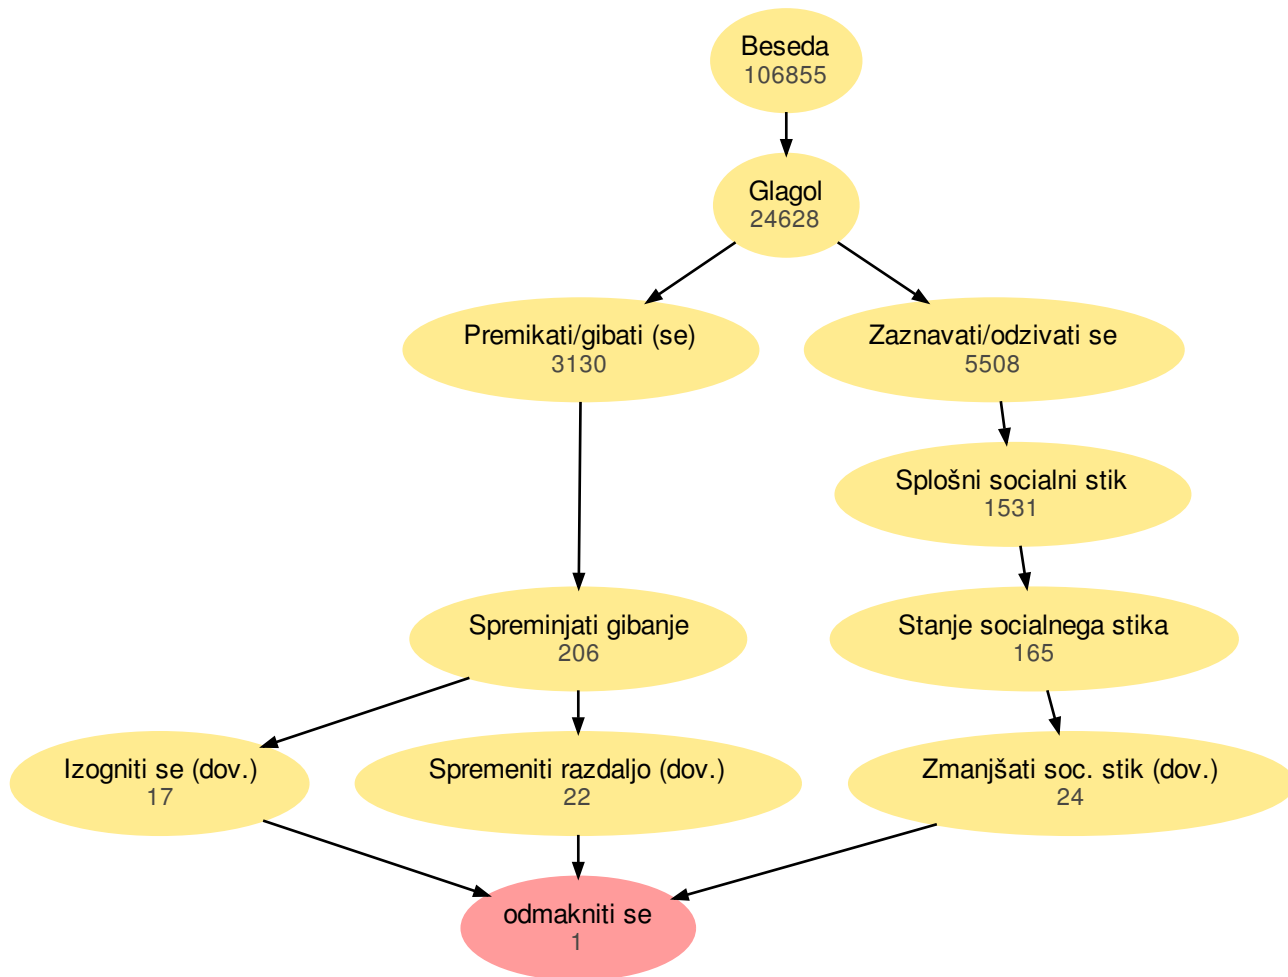 Beseda
106855
Glagol
24628
Premikati/gibati (se)
3130
Zaznavati/odzivati se
5508
Splošni socialni stik
1531
Spreminjati gibanje
206
Stanje socialnega stika
165
Izogniti se (dov.)
17
Spremeniti razdaljo (dov.)
22
Zmanjšati soc. stik (dov.)
24
odmakniti se
1